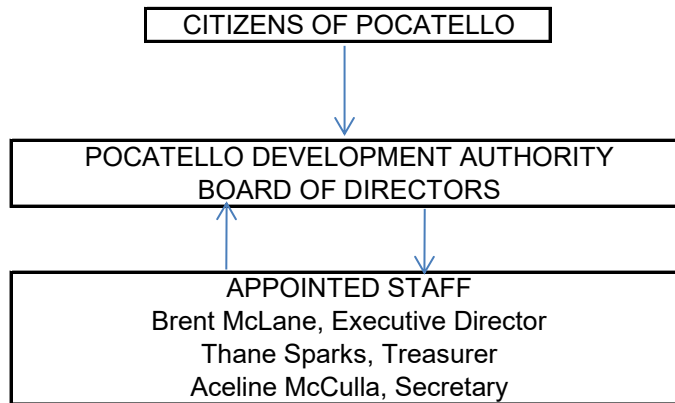 CITIZENS OF POCATELLO
POCATELLO DEVELOPMENT AUTHORITY
BOARD OF DIRECTORS
APPOINTED STAFF
Brent McLane, Executive Director
Thane Sparks, Treasurer
Aceline McCulla, Secretary